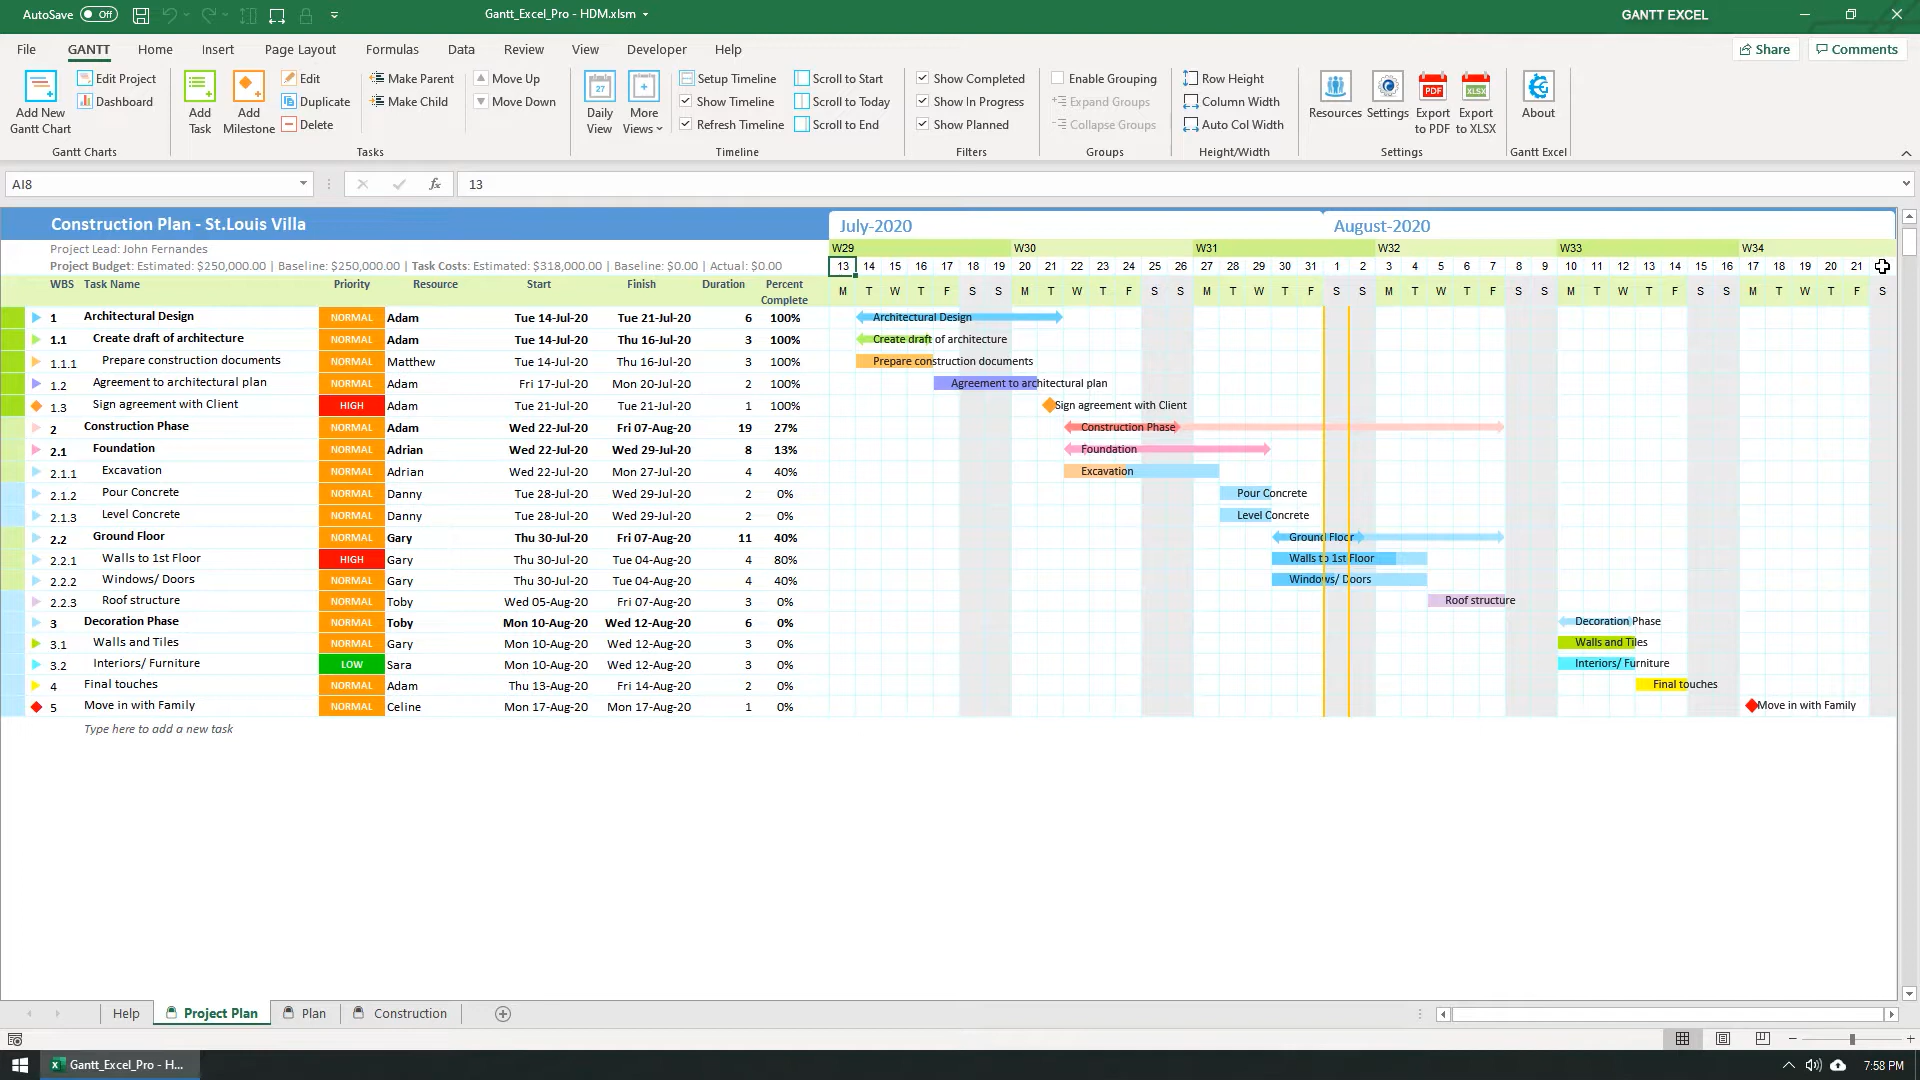 AutoSave Off
Gantt_Excel_Pro - HDM.xlsm
GANTT EXCEL
File GANTT Home Insert Page Layout Formulas Data Review View Developer Help
Share Comments
Add New Gantt Chart
Edit Project
Dashboard
Gantt Charts
Add Task
Add Milestone
Edit
Duplicate
Delete
Make Parent
Make Child
Move Up
Move Down
Tasks
Daily View
More Views
Setup Timeline
Show Timeline
Refresh Timeline
Scroll to Start
Scroll to Today
Scroll to End
Timeline
Show Completed
Show In Progress
Show Planned
Filters
Enable Grouping
Expand Groups
Collapse Groups
Groups
Row Height
Column Width
Auto Col Width
Height/Width
Resources
Settings
PDF
Export to PDF
XLSX
Export to XLSX
Settings
About
Gantt Excel
AI8 fx 13
Construction Plan - St.Louis Villa
July-2020 August-2020
Project Lead: John Fernandes
W29 W30 W31 W32 W33 W34
Project Budget: Estimated: $250,000.00 | Baseline: $250,000.00 | Task Costs: Estimated: $318,000.00 | Baseline: $0.00 | Actual: $0.00
13 14 15 16 17 18 19 20 21 22 23 24 25 26 27 28 29 30 31 1 2 3 4 5 6 7 8 9 10 11 12 13 14 15 16 17 18 19 20 21
WBS Task Name Priority Resource Start Finish Duration Percent Complete
M T W T F S S M T W T F S S M T W T F S S M T W T F S S M T W T F S S M T W T F S
1 Architectural Design NORMAL Adam Tue 14-Jul-20 Tue 21-Jul-20 6 100% Architectural Design
1.1 Create draft of architecture NORMAL Adam Tue 14-Jul-20 Thu 16-Jul-20 3 100% Create draft of architecture
1.1.1 Prepare construction documents NORMAL Matthew Tue 14-Jul-20 Thu 16-Jul-20 3 100% Prepare construction documents
1.2 Agreement to architectural plan NORMAL Adam Fri 17-Jul-20 Mon 20-Jul-20 2 100% Agreement to architectural plan
1.3 Sign agreement with Client HIGH Adam Tue 21-Jul-20 Tue 21-Jul-20 1 100% Sign agreement with Client
2 Construction Phase NORMAL Adam Wed 22-Jul-20 Fri 07-Aug-20 19 27% Construction Phase
2.1 Foundation NORMAL Adrian Wed 22-Jul-20 Wed 29-Jul-20 8 13% Foundation
2.1.1 Excavation NORMAL Adrian Wed 22-Jul-20 Mon 27-Jul-20 4 40% Excavation
2.1.2 Pour Concrete NORMAL Danny Tue 28-Jul-20 Wed 29-Jul-20 2 0% Pour Concrete
2.1.3 Level Concrete NORMAL Danny Tue 28-Jul-20 Wed 29-Jul-20 2 0% Level Concrete
2.2 Ground Floor NORMAL Gary Thu 30-Jul-20 Fri 07-Aug-20 11 40% Ground Floor
2.2.1 Walls to 1st Floor HIGH Gary Thu 30-Jul-20 Tue 04-Aug-20 4 80% Walls to 1st Floor
2.2.2 Windows/ Doors NORMAL Gary Thu 30-Jul-20 Tue 04-Aug-20 4 40% Windows/ Doors
2.2.3 Roof structure NORMAL Toby Wed 05-Aug-20 Fri 07-Aug-20 3 0% Roof structure
3 Decoration Phase NORMAL Toby Mon 10-Aug-20 Wed 12-Aug-20 6 0% Decoration Phase
3.1 Walls and Tiles NORMAL Gary Mon 10-Aug-20 Wed 12-Aug-20 3 0% Walls and Tiles
3.2 Interiors/ Furniture LOW Sara Mon 10-Aug-20 Wed 12-Aug-20 3 0% Interiors/ Furniture
4 Final touches NORMAL Adam Thu 13-Aug-20 Fri 14-Aug-20 2 0% Final touches
5 Move in with Family NORMAL Celine Mon 17-Aug-20 Mon 17-Aug-20 1 0% Move in with Family
Type here to add a new task
Help Project Plan Plan Construction
Gantt_Excel_Pro - H...
7:58 PM